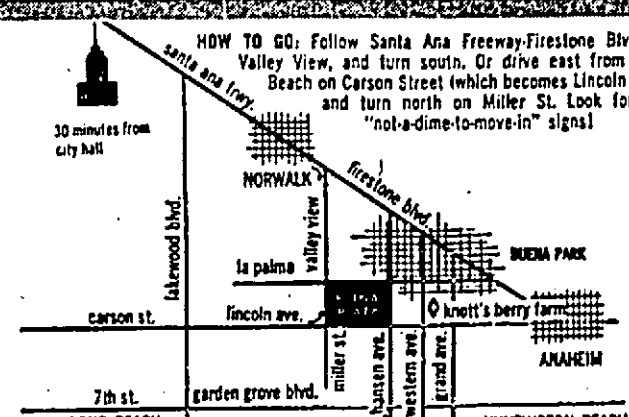 HOW TO GO: Follow Santa Ana Freeway-Firestone Blv
Valley View, and turn south. Or drive east from
Beach on Carson Street (which becomes Lincoln
and turn north on Miller St. Look for
"not-a-dime-to-move-in" signs!
30 minutes from
city hall
santa ana frwy.
NORWALK
firestone blvd.
lakewood blvd.
valley view
la palma
BUENA PARK
carson st.
lincoln ave.
knott's berry farm
ANAHEIM
miller st.
hansen ave.
western ave.
grand ave.
7th st.
garden grove blvd.